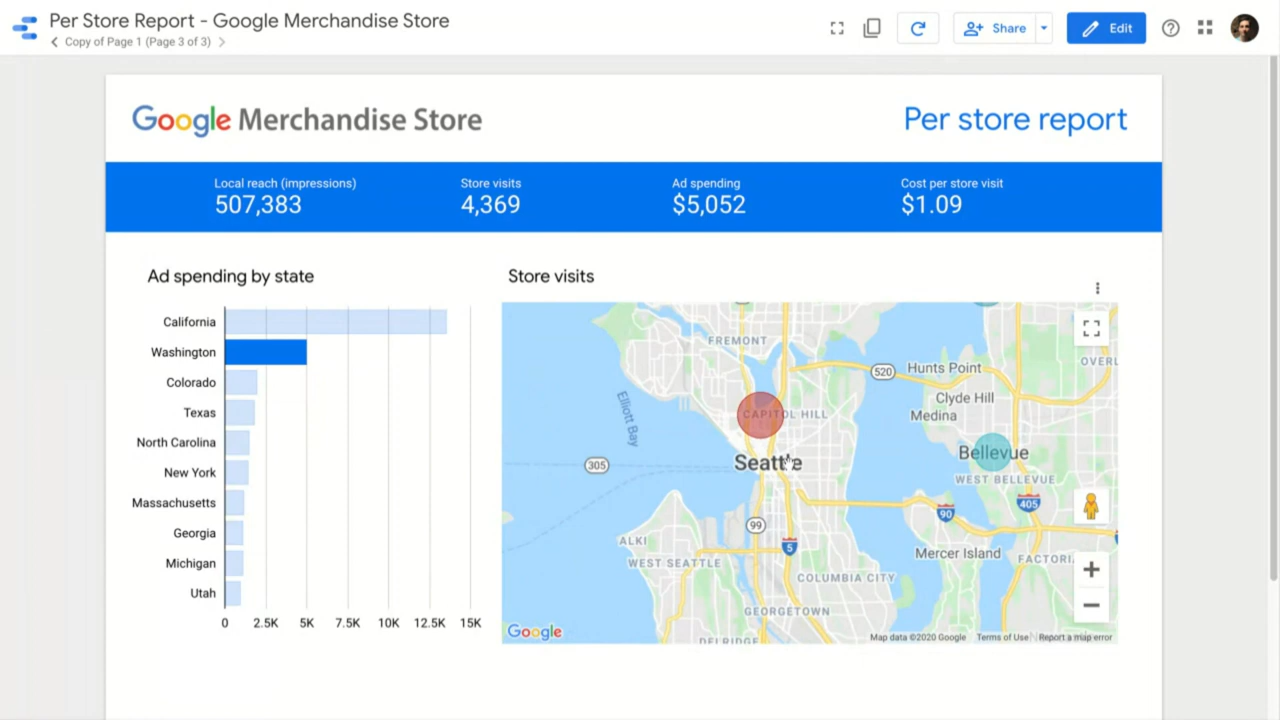 Per Store Report - Google Merchandise Store
Copy of Page 1 (Page 3 of 3)
Share
Edit
Google Merchandise Store
Per store report
Local reach (impressions)
507,383
Store visits
4,369
Ad spending
$5,052
Cost per store visit
$1.09
Ad spending by state
California
Washington
Colorado
Texas
North Carolina
New York
Massachusetts
Georgia
Michigan
Utah
0 2.5K 5K 7.5K 10K 12.5K 15K
Store visits
FREMONT
520
Hunts Point
OVERL
Clyde Hill
Medina
Elliott Bay
CAPITOL HILL
Seattle
Bellevue
305
WEST BELLEVUE
405
90
99
5
ALKI
WEST SEATTLE
Mercer Island
FACTORI
COLUMBIA CITY
GEORGETOWN
DELRIDGE
Google
Map data ©2020 Google
Terms of Use
Report a map error